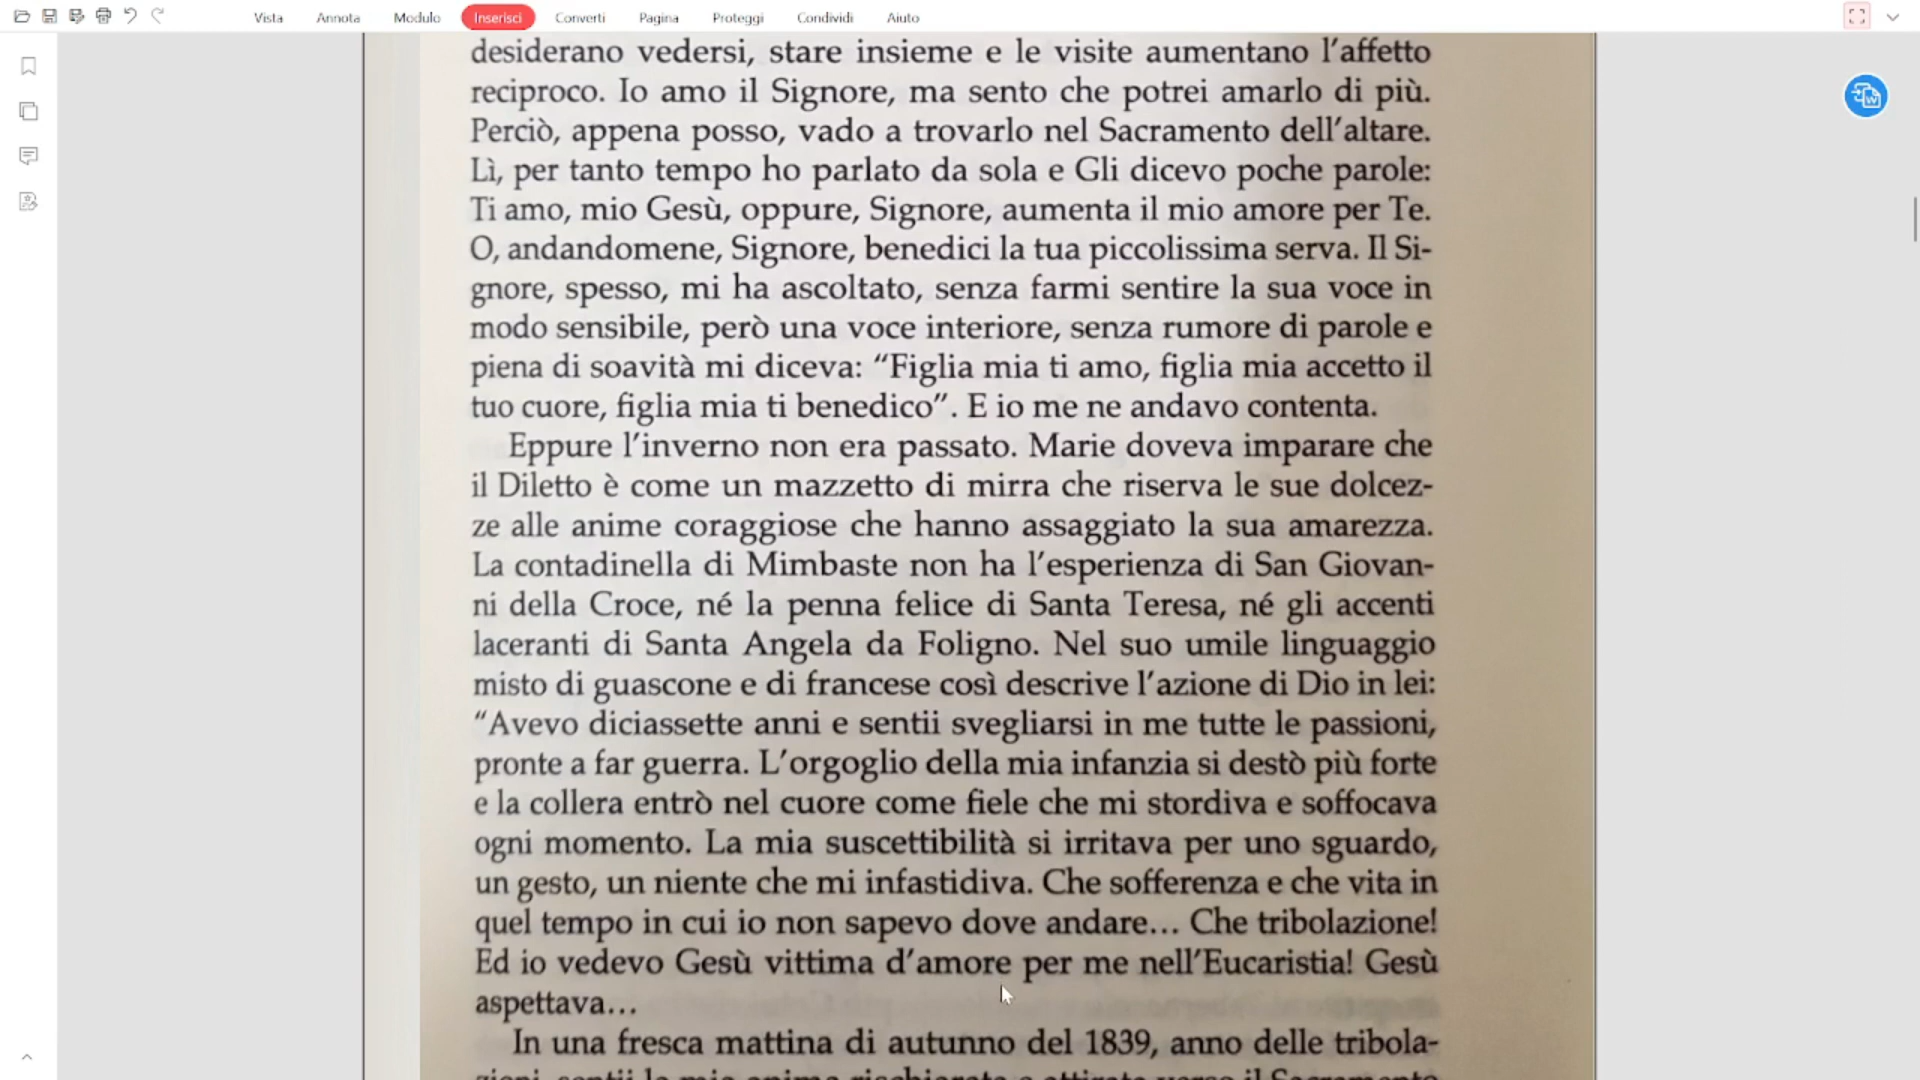 Vista Annota Modulo Inserisci Converti Pagina Proteggi Condividi Aiuto
desiderano vedersi, stare insieme e le visite aumentano l'affetto
reciproco. Io amo il Signore, ma sento che potrei amarlo di più.
Perciò, appena posso, vado a trovarlo nel Sacramento dell'altare.
Lì, per tanto tempo ho parlato da sola e Gli dicevo poche parole:
Ti amo, mio Gesù, oppure, Signore, aumenta il mio amore per Te.
O, andandomene, Signore, benedici la tua piccolissima serva. Il Si-
gnore, spesso, mi ha ascoltato, senza farmi sentire la sua voce in
modo sensibile, però una voce interiore, senza rumore di parole e
piena di soavità mi diceva: “Figlia mia ti amo, figlia mia accetto il
tuo cuore, figlia mia ti benedico”. E io me ne andavo contenta.
Eppure l'inverno non era passato. Marie doveva imparare che
il Diletto è come un mazzetto di mirra che riserva le sue dolcez-
ze alle anime coraggiose che hanno assaggiato la sua amarezza.
La contadinella di Mimbaste non ha l'esperienza di San Giovan-
ni della Croce, né la penna felice di Santa Teresa, né gli accenti
laceranti di Santa Angela da Foligno. Nel suo umile linguaggio
misto di guascone e di francese così descrive l'azione di Dio in lei:
“Avevo diciassette anni e sentii svegliarsi in me tutte le passioni,
pronte a far guerra. L'orgoglio della mia infanzia si destò più forte
e la collera entrò nel cuore come fiele che mi stordiva e soffocava
ogni momento. La mia suscettibilità si irritava per uno sguardo,
un gesto, un niente che mi infastidiva. Che sofferenza e che vita in
quel tempo in cui io non sapevo dove andare… Che tribolazione!
Ed io vedevo Gesù vittima d'amore per me nell'Eucaristia! Gesù
aspettava…
In una fresca mattina di autunno del 1839, anno delle tribola-
zioni, sentii la mia anima rischiarata e attirata verso il Sacramento